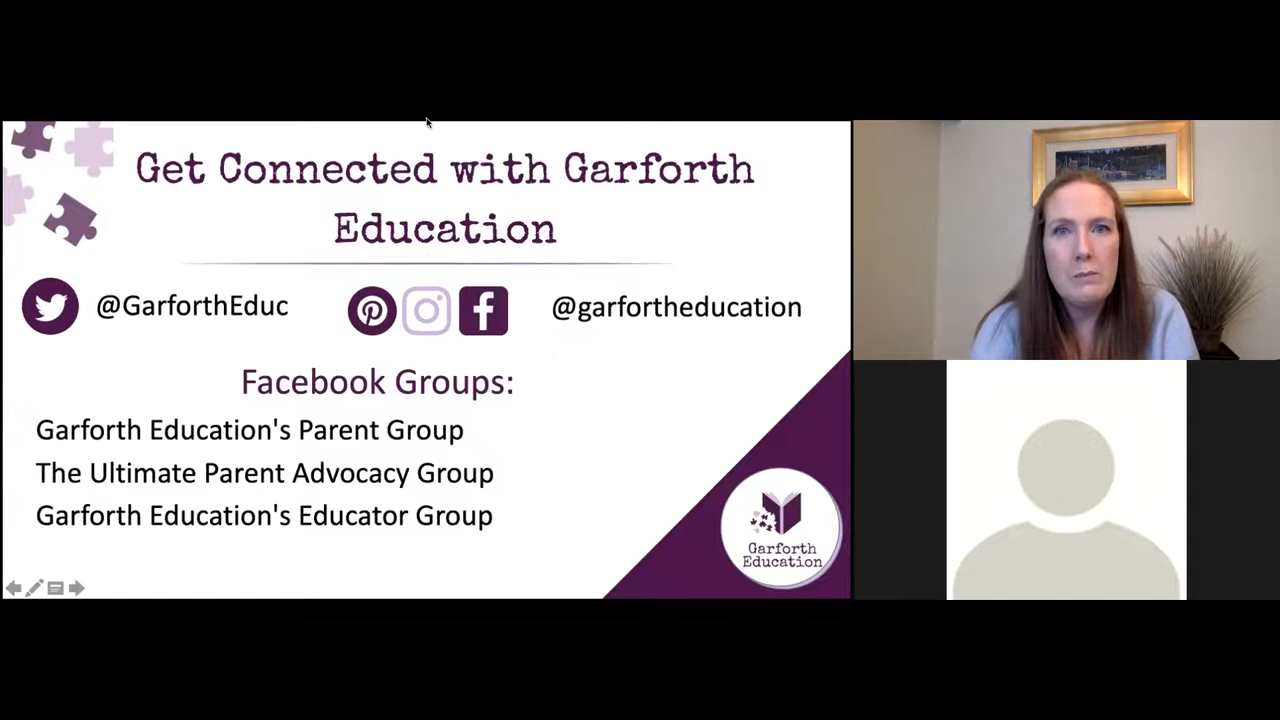 Get Connected with Garforth
Education
@GarforthEduc
@garfortheducation
Facebook Groups:
Garforth Education's Parent Group
The Ultimate Parent Advocacy Group
Garforth Education's Educator Group
Garforth
Education